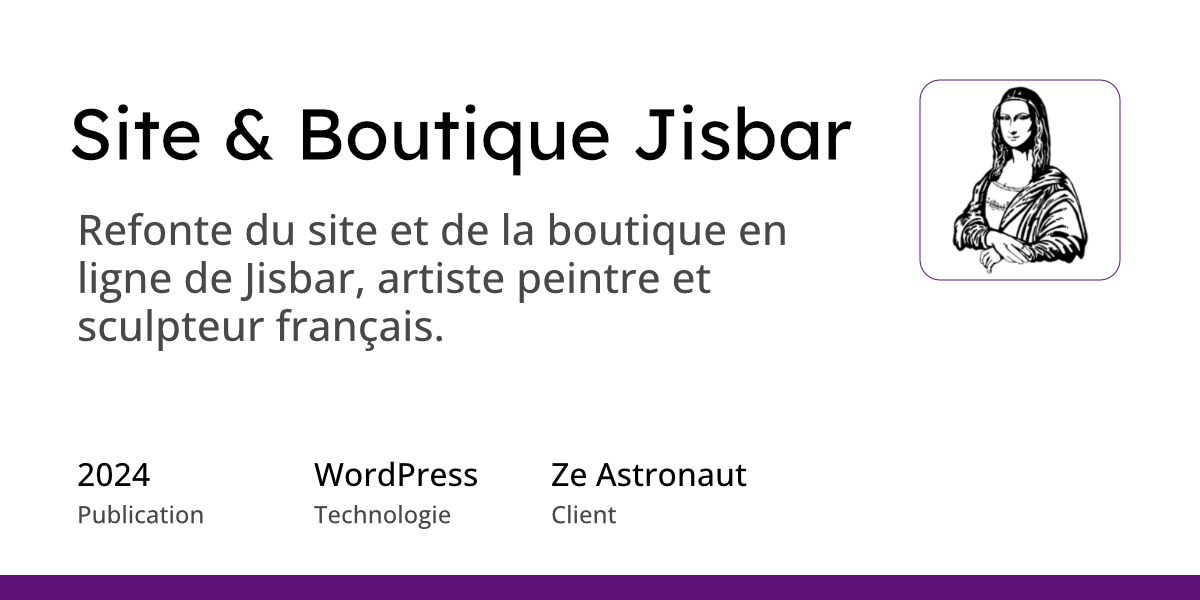 Site & Boutique Jisbar
Refonte du site et de la boutique en
ligne de Jisbar, artiste peintre et
sculpteur français.
2024
Publication
WordPress
Technologie
Ze Astronaut
Client